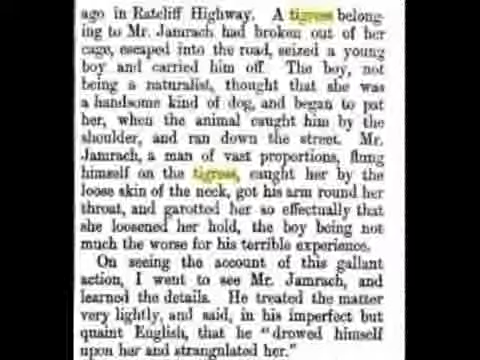 ago in Ratcliff Highway. A tigress belong-
ing to Mr. Jamrach had broken out of her
cage, escaped into the road, seized a young
boy and carried him off. The boy, not
being a naturalist, thought that she was
a handsome kind of dog, and began to pat
her, when the animal caught him by the
shoulder, and ran down the street. Mr.
Jamrach, a man of vast proportions, flung
himself on the tigress, caught her by the
loose skin of the neck, got his arm round her
throat, and garotted her so effectually that
she loosened her hold, the boy being not
much the worse for his terrible experience.
On seeing the account of this gallant
action, I went to see Mr. Jamrach, and
learned the details. He treated the matter
very lightly, and said, in his imperfect but
quaint English, that he "drowed himself
upon her and strangulated her."